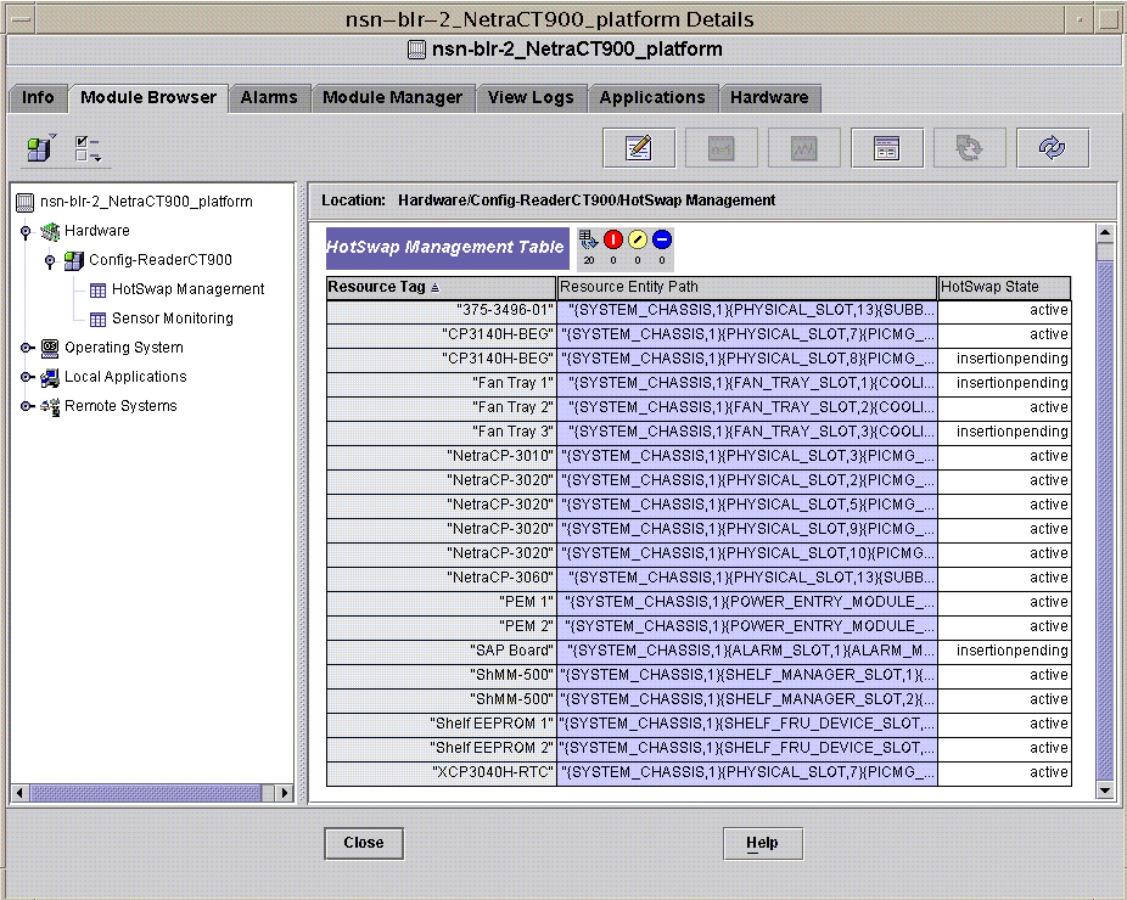 nsn-blr-2_NetraCT900_platform Details
nsn-blr-2_NetraCT900_platform
Info Module Browser Alarms Module Manager View Logs Applications Hardware
nsn-blr-2_NetraCT900_platform
Hardware
Config-ReaderCT900
HotSwap Management
Sensor Monitoring
Operating System
Local Applications
Remote Systems
Location: Hardware/Config-ReaderCT900/HotSwap Management
HotSwap Management Table
20 0 0 0
Resource Tag Resource Entity Path HotSwap State
"375-3496-01" "{SYSTEM_CHASSIS,1}{PHYSICAL_SLOT,13}{SUBB... active
"CP3140H-BEG" "{SYSTEM_CHASSIS,1}{PHYSICAL_SLOT,7}{PICMG_... active
"CP3140H-BEG" "{SYSTEM_CHASSIS,1}{PHYSICAL_SLOT,8}{PICMG_... insertionpending
"Fan Tray 1" "{SYSTEM_CHASSIS,1}{FAN_TRAY_SLOT,1}{COOLI... insertionpending
"Fan Tray 2" "{SYSTEM_CHASSIS,1}{FAN_TRAY_SLOT,2}{COOLI... active
"Fan Tray 3" "{SYSTEM_CHASSIS,1}{FAN_TRAY_SLOT,3}{COOLI... insertionpending
"NetraCP-3010" "{SYSTEM_CHASSIS,1}{PHYSICAL_SLOT,3}{PICMG_... active
"NetraCP-3020" "{SYSTEM_CHASSIS,1}{PHYSICAL_SLOT,2}{PICMG_... active
"NetraCP-3020" "{SYSTEM_CHASSIS,1}{PHYSICAL_SLOT,5}{PICMG_... active
"NetraCP-3020" "{SYSTEM_CHASSIS,1}{PHYSICAL_SLOT,9}{PICMG_... active
"NetraCP-3020" "{SYSTEM_CHASSIS,1}{PHYSICAL_SLOT,10}{PICMG... active
"NetraCP-3060" "{SYSTEM_CHASSIS,1}{PHYSICAL_SLOT,13}{SUBB... active
"PEM 1" "{SYSTEM_CHASSIS,1}{POWER_ENTRY_MODULE_... active
"PEM 2" "{SYSTEM_CHASSIS,1}{POWER_ENTRY_MODULE_... active
"SAP Board" "{SYSTEM_CHASSIS,1}{ALARM_SLOT,1}{ALARM_M... insertionpending
"ShMM-500" "{SYSTEM_CHASSIS,1}{SHELF_MANAGER_SLOT,1}{... active
"ShMM-500" "{SYSTEM_CHASSIS,1}{SHELF_MANAGER_SLOT,2}{... active
"Shelf EEPROM 1" "{SYSTEM_CHASSIS,1}{SHELF_FRU_DEVICE_SLOT,... active
"Shelf EEPROM 2" "{SYSTEM_CHASSIS,1}{SHELF_FRU_DEVICE_SLOT,... active
"XCP3040H-RTC" "{SYSTEM_CHASSIS,1}{PHYSICAL_SLOT,7}{PICMG_... active
Close Help